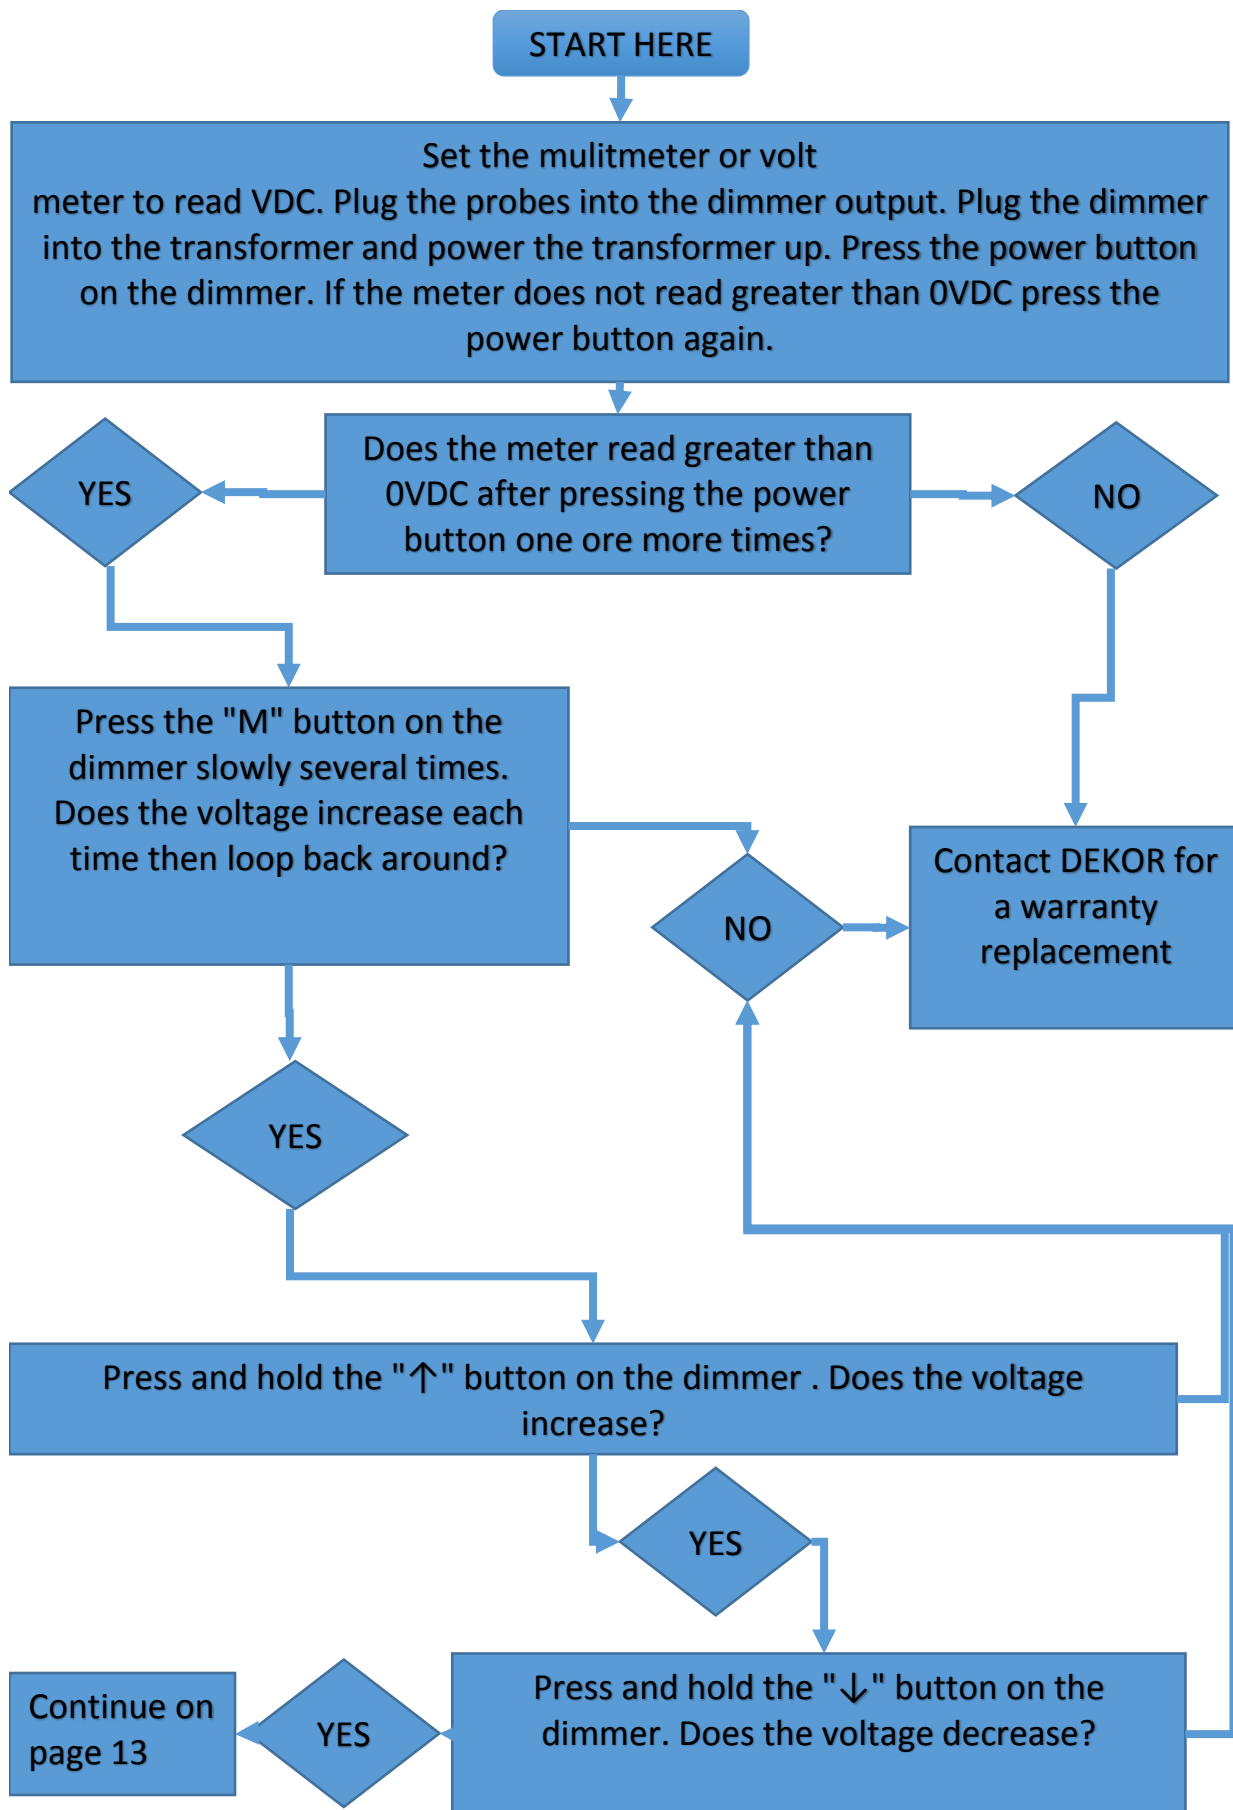 START HERE
Set the mulitmeter or volt
meter to read VDC. Plug the probes into the dimmer output. Plug the dimmer
into the transformer and power the transformer up. Press the power button
on the dimmer. If the meter does not read greater than 0VDC press the
power button again.
Does the meter read greater than
0VDC after pressing the power
button one ore more times?
YES
NO
Press the "M" button on the
dimmer slowly several times.
Does the voltage increase each
time then loop back around?
NO
Contact DEKOR for
a warranty
replacement
YES
Press and hold the "↑" button on the dimmer . Does the voltage
increase?
YES
Press and hold the "↓" button on the
dimmer. Does the voltage decrease?
YES
Continue on
page 13